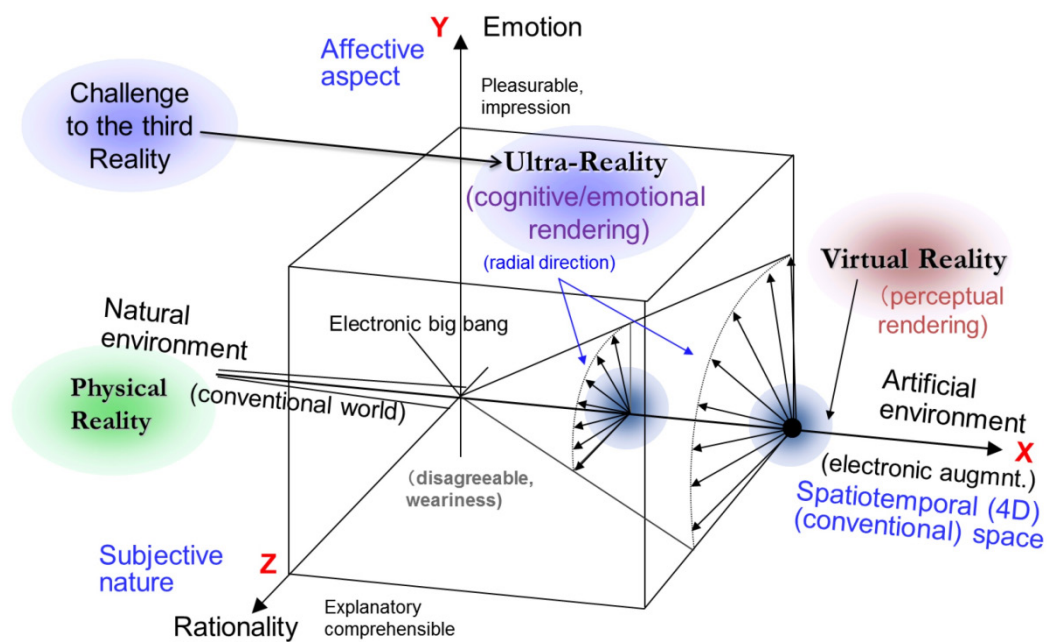 Y
Emotion
Affective
aspect
Pleasurable,
impression
Challenge
to the third
Reality
Ultra-Reality
(cognitive/emotional
rendering)
(radial direction)
Virtual Reality
(perceptual
rendering)
Natural
environment
Electronic big bang
Physical
Reality
(conventional world)
Artificial
environment
X
(electronic augmnt.)
Spatiotemporal (4D)
(conventional) space
(disagreeable,
weariness)
Subjective
nature
Z
Rationality
Explanatory
comprehensible